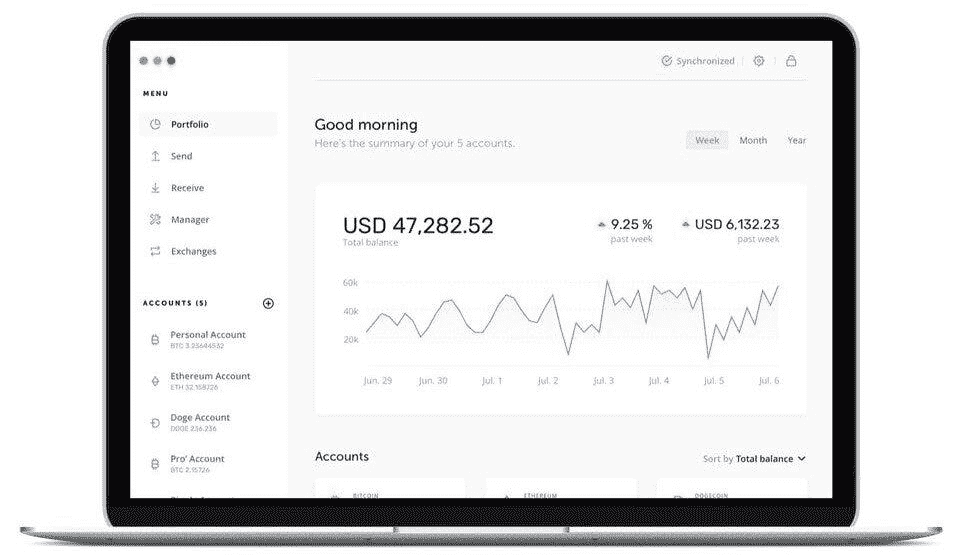 Synchronized
MENU
Portfolio
Send
Receive
Manager
Exchanges
ACCOUNTS (5)
Personal Account
BTC 3.23646532
Ethereum Account
ETH 32.158226
Doge Account
DOGE 236.236
Pro' Account
BTC 2.15726
Good morning
Here's the summary of your 5 accounts.
Week Month Year
USD 47,282.52
Total balance
9.25 %
past week
USD 6,132.23
past week
60k
40k
20k
Jun. 29 Jun. 30 Jul. 1 Jul. 2 Jul. 3 Jul. 4 Jul. 5 Jul. 6
Accounts
Sort by Total balance
BITCOIN ETHEREUM DOGECOIN